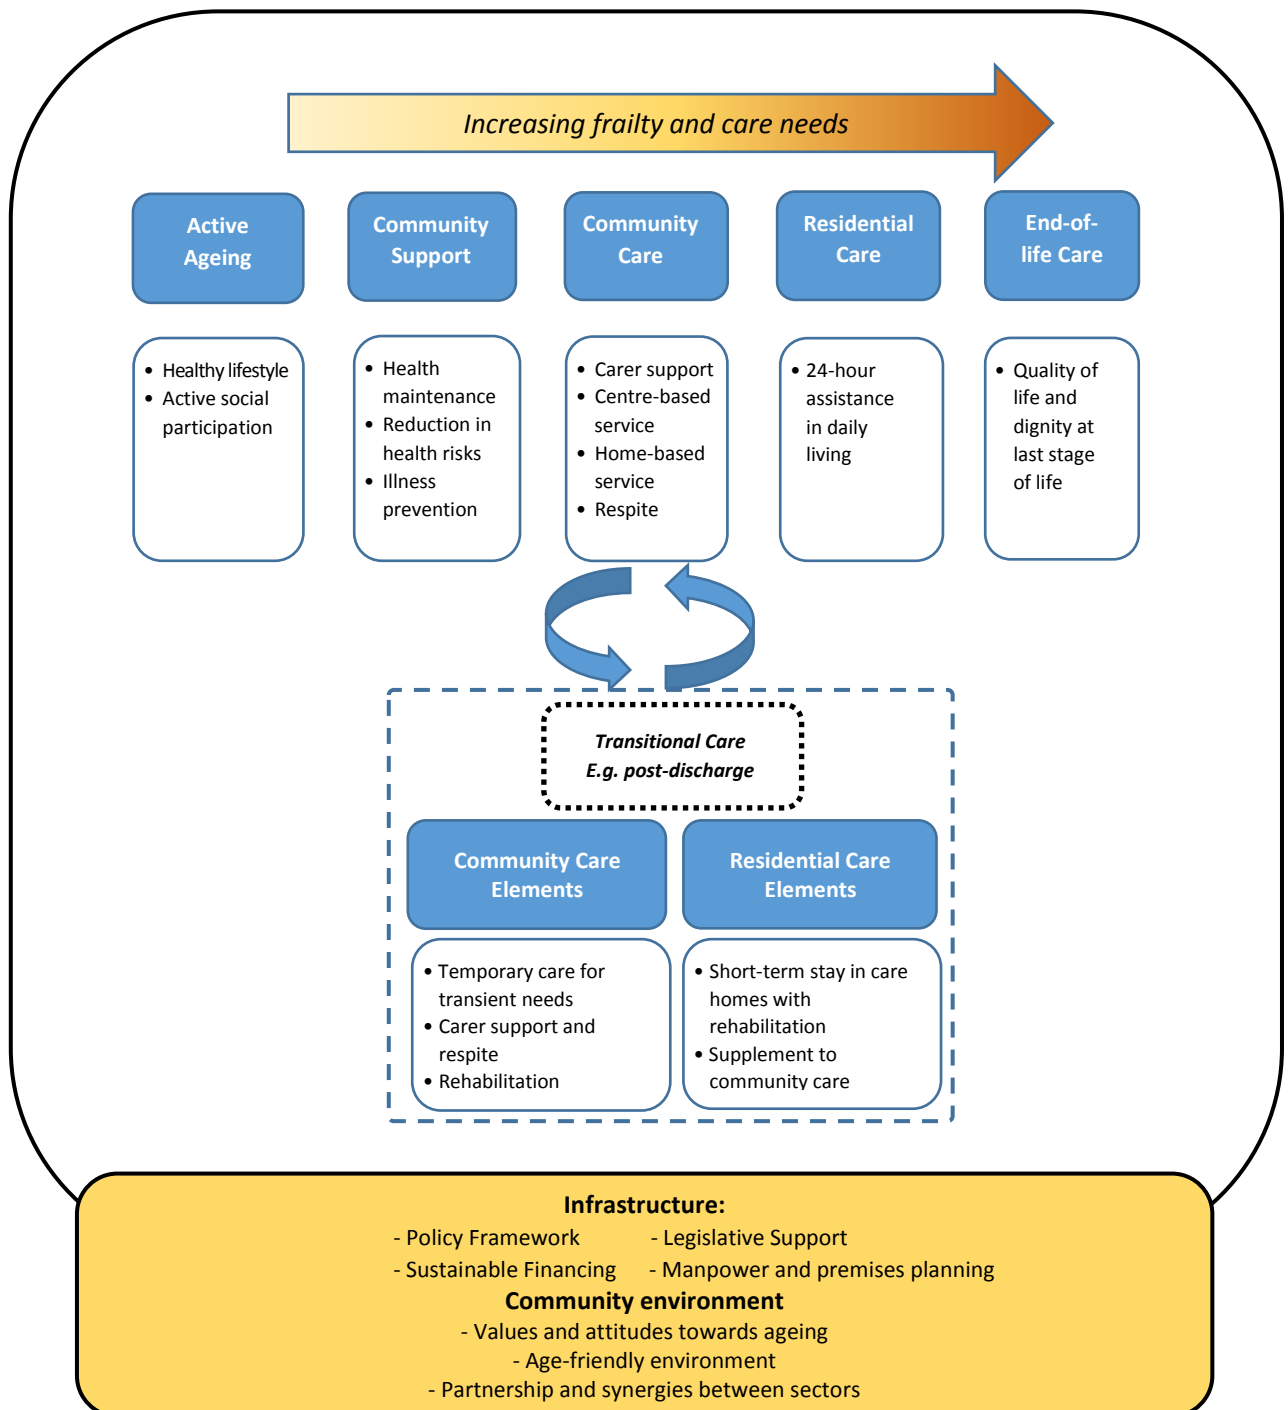 Increasing frailty and care needs
Active
Ageing
Community
Support
Community
Care
Residential
Care
End-of-
life Care
• Healthy lifestyle
• Active social
participation
• Health
maintenance
• Reduction in
health risks
• Illness
prevention
• Carer support
• Centre-based
service
• Home-based
service
• Respite
• 24-hour
assistance
in daily
living
• Quality of
life and
dignity at
last stage
of life
Transitional Care
E.g. post-discharge
Community Care
Elements
Residential Care
Elements
• Temporary care for
transient needs
• Carer support and
respite
• Rehabilitation
• Short-term stay in care
homes with
rehabilitation
• Supplement to
community care
Infrastructure:
- Policy Framework - Legislative Support
- Sustainable Financing - Manpower and premises planning
Community environment
- Values and attitudes towards ageing
- Age-friendly environment
- Partnership and synergies between sectors